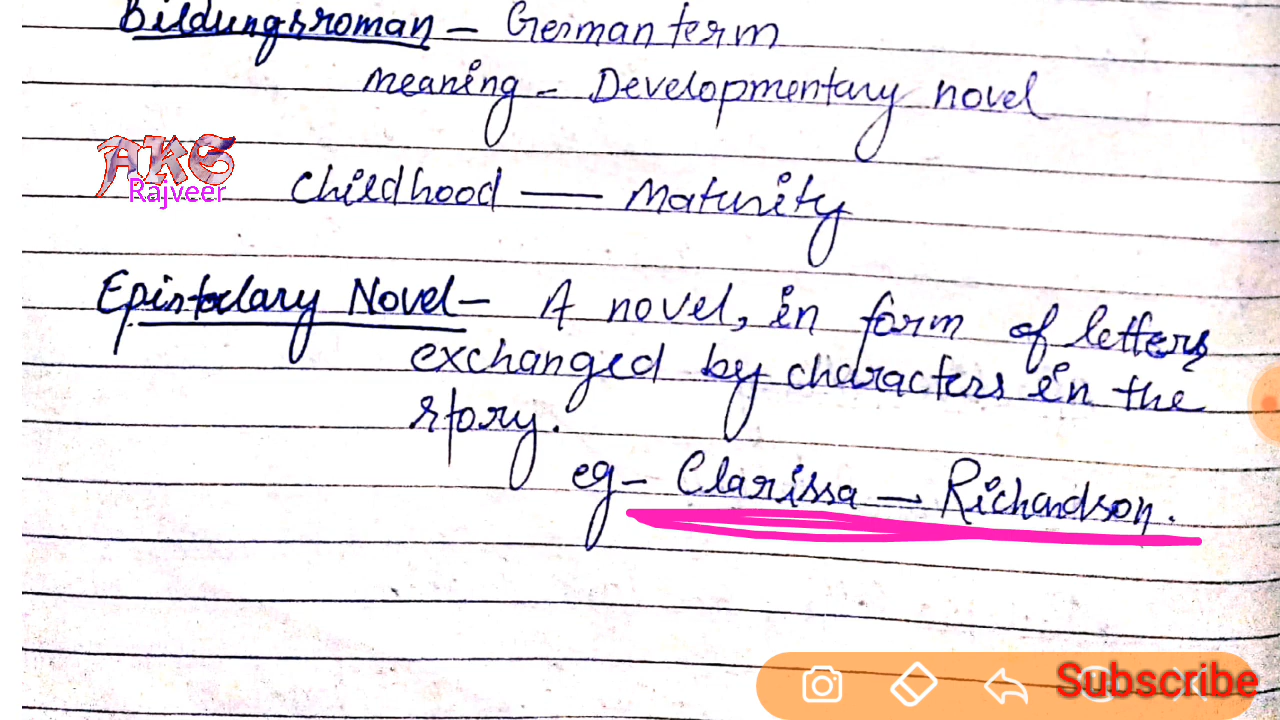 Bildungsroman - German term
meaning - Developmentary novel
AKG
Rajveer
Childhood — Maturity
Epistolary Novel - A novel, in form of letters
exchanged by characters in the
story.
eg - Clarissa - Richardson.
Subscribe